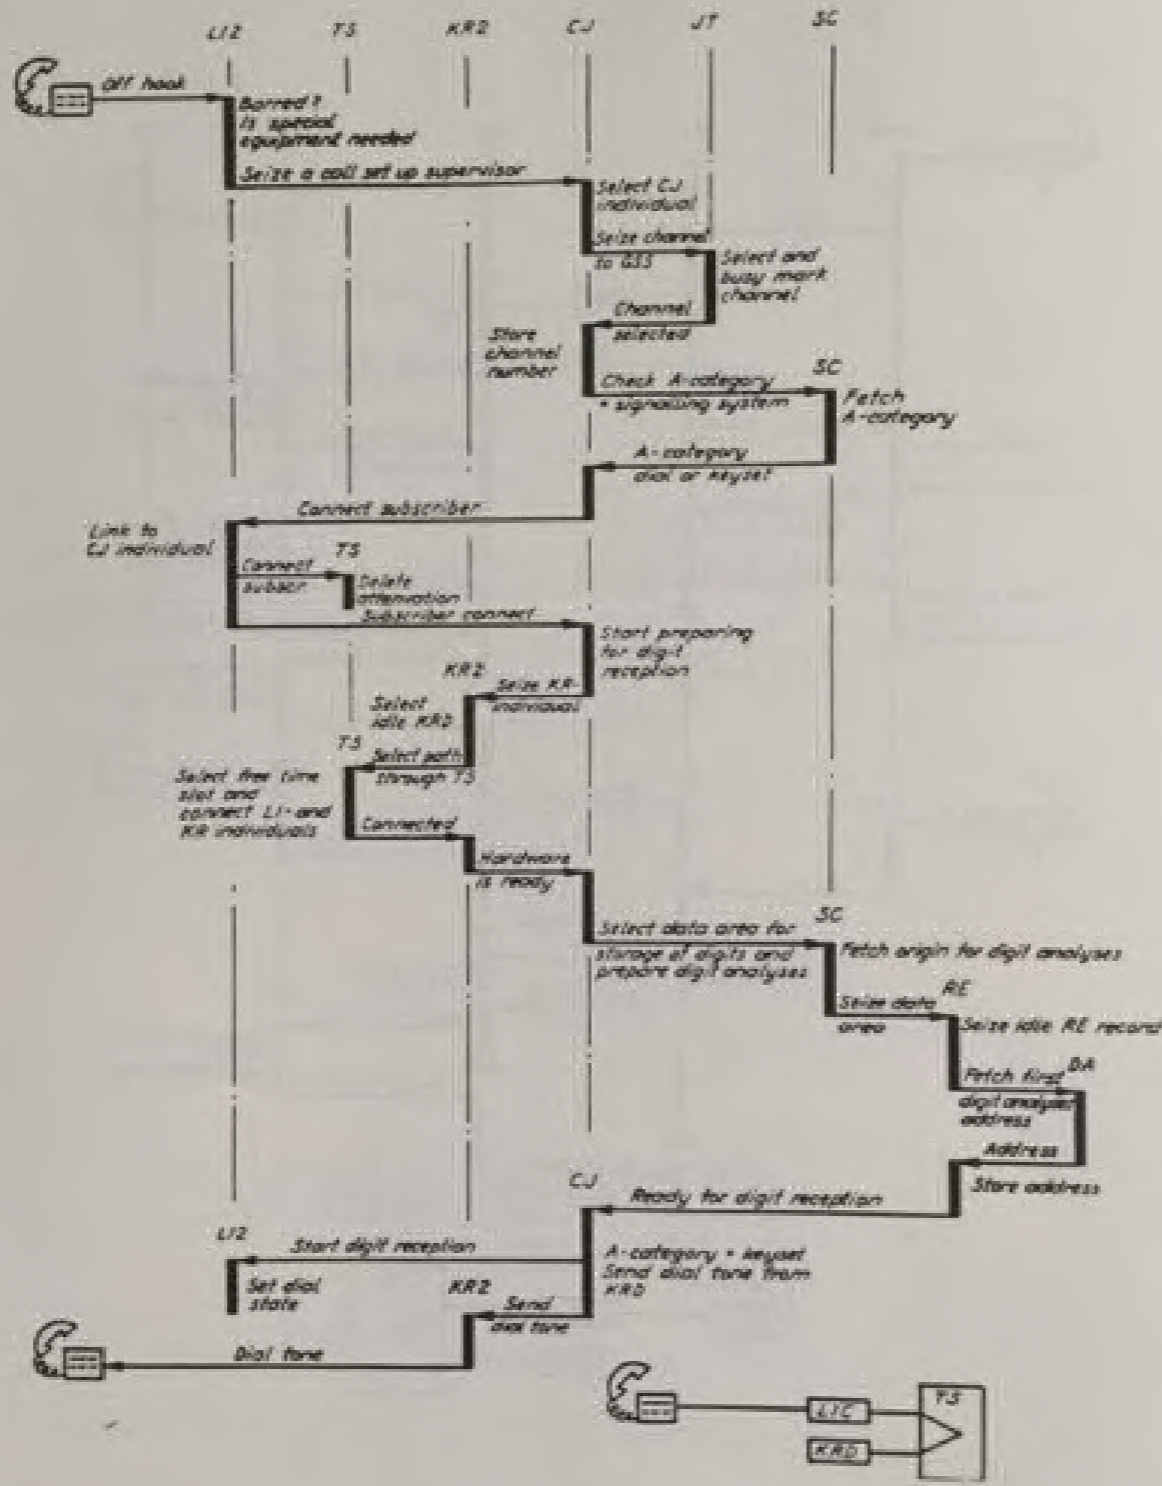 LI2 TS KR2 CJ JT SC
Off hook
Barred?
Is special
equipment needed
Seize a call set up supervisor
Select CJ
individual
Seize channel
to GSS
Select and
busy mark
channel
Channel
selected
Store
channel
number
SC
Check A-category
+ signalling system
Fetch
A-category
A-category
dial or keyset
Connect subscriber
Link to
CJ individual
TS
Connect
subscr.
Delete
attenuation
Subscriber connect
Start preparing
for digit
reception
KR2
Seize KR-
individual
Select
idle KRD
TS
Select path
through TS
Select free time
slot and
connect LI- and
KR individuals
Connected
Hardware
is ready
SC
Select data area for
storage of digits and
prepare digit analyses
Fetch origin for digit analyses
RE
Seize data
area
Seize idle RE record
DA
Fetch first
digit analyses
address
Address
Store address
CJ
Ready for digit reception
LI2
Start digit reception
A-category = keyset
Send dial tone from
KRD
Set dial
state
KR2
Send
dial tone
Dial tone
TS
LIC
KRD